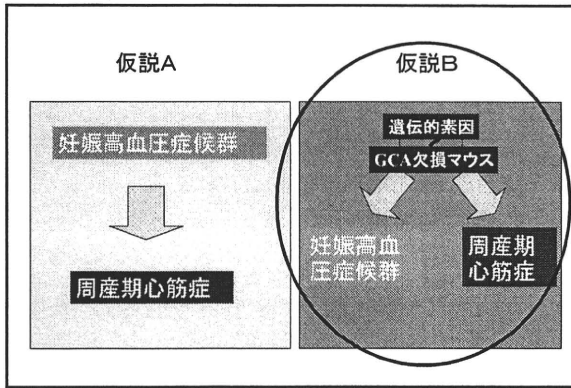 仮説A
妊娠高血圧症候群
周産期心筋症
仮説B
遺伝的素因
GCA欠損マウス
妊娠高血
圧症候群
周産期
心筋症